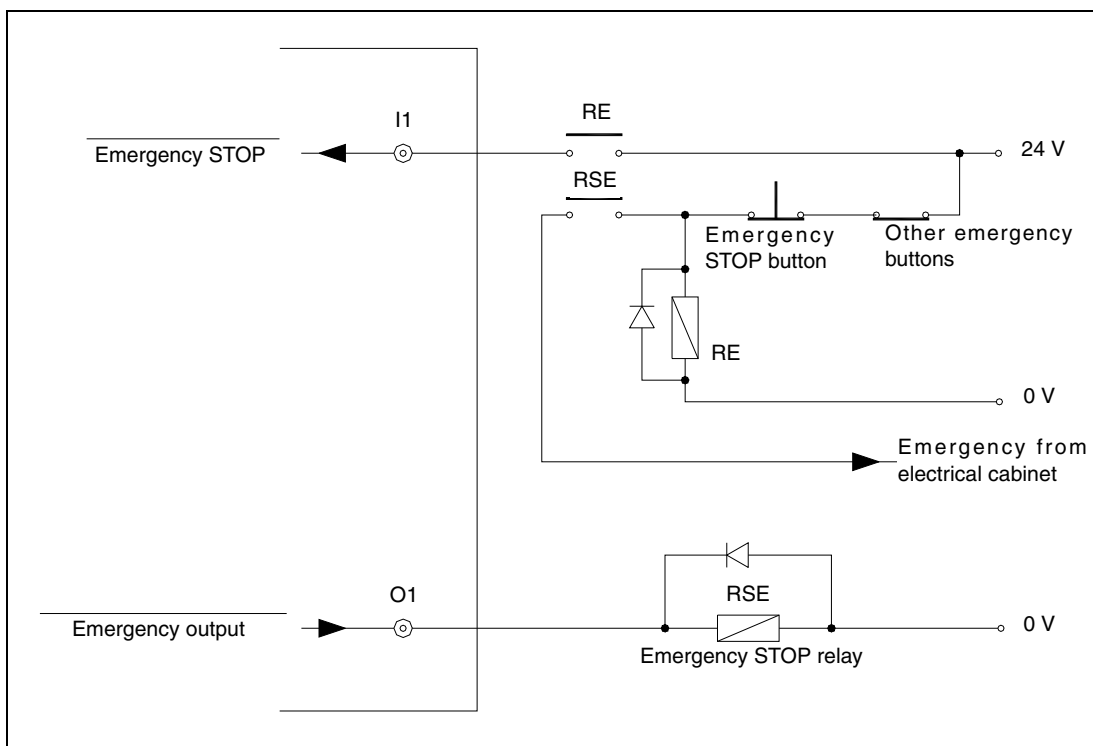 I1
Emergency STOP
RE
24 V
RSE
Emergency
STOP button
Other emergency
buttons
RE
0 V
Emergency from
electrical cabinet
O1
Emergency output
RSE
Emergency STOP relay
0 V